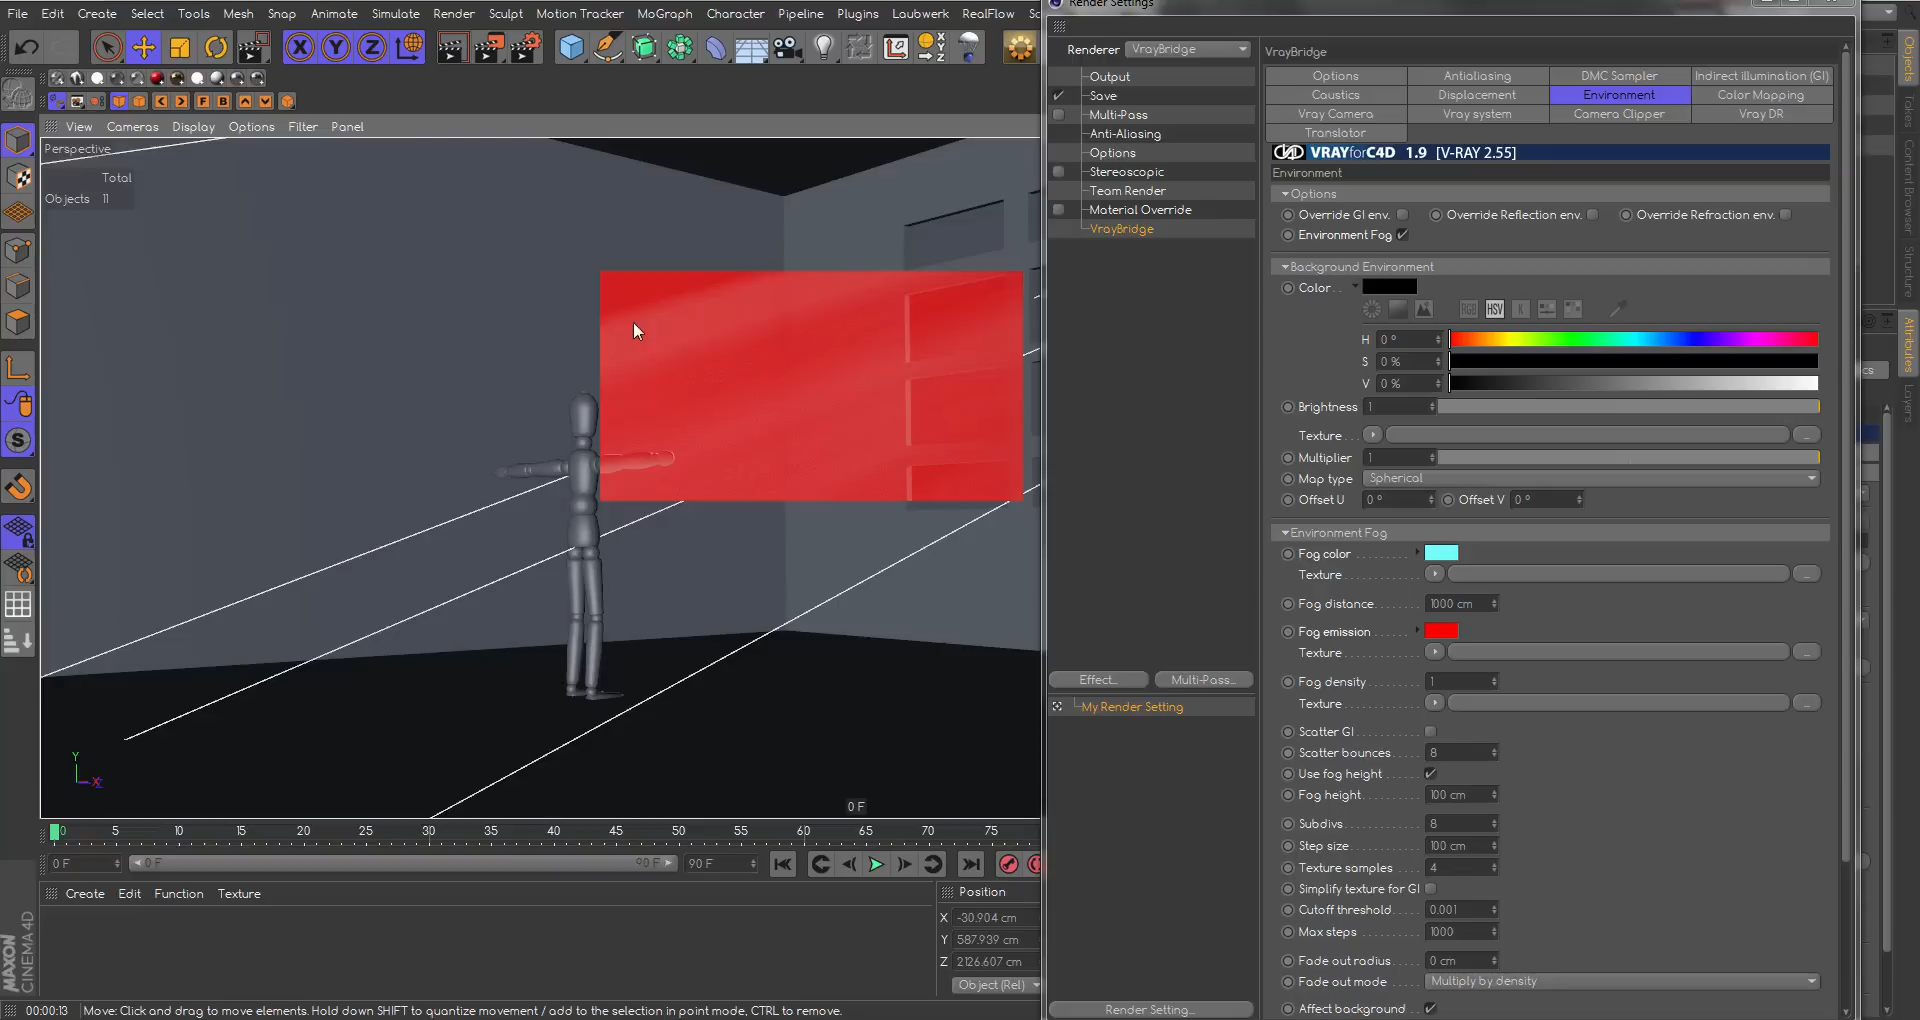 File Edit Create Select Tools Mesh Snap Animate Simulate Render Sculpt Motion Tracker MoGraph Character Pipeline Plugins Laubwerk RealFlow
Render Settings
Renderer VrayBridge
Output
Save
Multi-Pass
Anti-Aliasing
Options
Stereoscopic
Team Render
Material Override
VrayBridge
Effect... Multi-Pass...
My Render Setting
Render Setting...
VrayBridge
Options Antialiasing DMC Sampler Indirect illumination (GI)
Caustics Displacement Environment Color Mapping
Vray Camera Vray system Camera Clipper Vray DR
Translator
VRAYforC4D 1.9 [V-RAY 2.55]
Environment
Options
Override GI env. Override Reflection env. Override Refraction env.
Environment Fog
Background Environment
Color
RGB HSV K
H 0 °
S 0 %
V 0 %
Brightness 1
Texture
Multiplier 1
Map type Spherical
Offset U 0 ° Offset V 0 °
Environment Fog
Fog color
Texture
Fog distance 1000 cm
Fog emission
Texture
Fog density 1
Texture
Scatter GI
Scatter bounces 8
Use fog height
Fog height 100 cm
Subdivs 8
Step size 100 cm
Texture samples 4
Simplify texture for GI
Cutoff threshold 0.001
Max steps 1000
Fade out radius 0 cm
Fade out mode Multiply by density
Affect background
X Y Z
F B
View Cameras Display Options Filter Panel
Perspective
Total
Objects 11
Y
0 F
0 5 10 15 20 25 30 35 40 45 50 55 60 65 70 75
0 F 0 F 90 F 90 F
Create Edit Function Texture
Position
X -30.904 cm
Y 587.939 cm
Z 2126.607 cm
Object (Rel)
MAXON
CINEMA 4D
00:00:13 Move: Click and drag to move elements. Hold down SHIFT to quantize movement / add to the selection in point mode, CTRL to remove.
Objects
Takes
Content Browser
Structure
Attributes
Layers